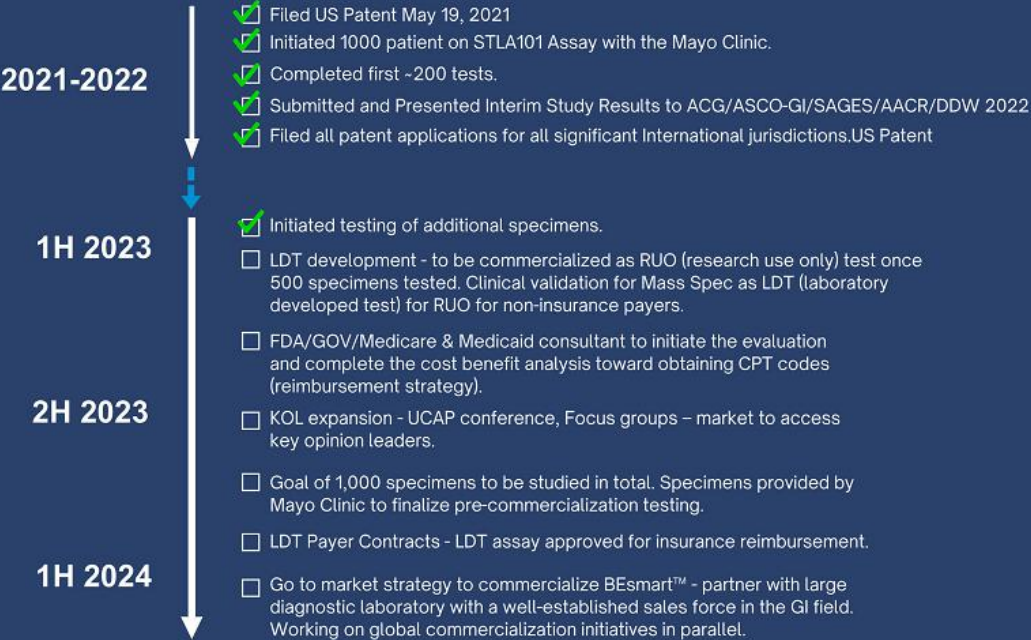 Filed US Patent May 19, 2021
Initiated 1000 patient on STLA101 Assay with the Mayo Clinic.
2021-2022
Completed first ~200 tests.
Submitted and Presented Interim Study Results to ACG/ASCO-GI/SAGES/AACR/DDW 2022
Filed all patent applications for all significant International jurisdictions.US Patent
1H 2023
Initiated testing of additional specimens.
LDT development - to be commercialized as RUO (research use only) test once
500 specimens tested. Clinical validation for Mass Spec as LDT (laboratory
developed test) for RUO for non-insurance payers.
FDA/GOV/Medicare & Medicaid consultant to initiate the evaluation
and complete the cost benefit analysis toward obtaining CPT codes
(reimbursement strategy).
2H 2023
KOL expansion - UCAP conference, Focus groups – market to access
key opinion leaders.
Goal of 1,000 specimens to be studied in total. Specimens provided by
Mayo Clinic to finalize pre-commercialization testing.
LDT Payer Contracts - LDT assay approved for insurance reimbursement.
1H 2024
Go to market strategy to commercialize BEsmart™ - partner with large
diagnostic laboratory with a well-established sales force in the GI field.
Working on global commercialization initiatives in parallel.